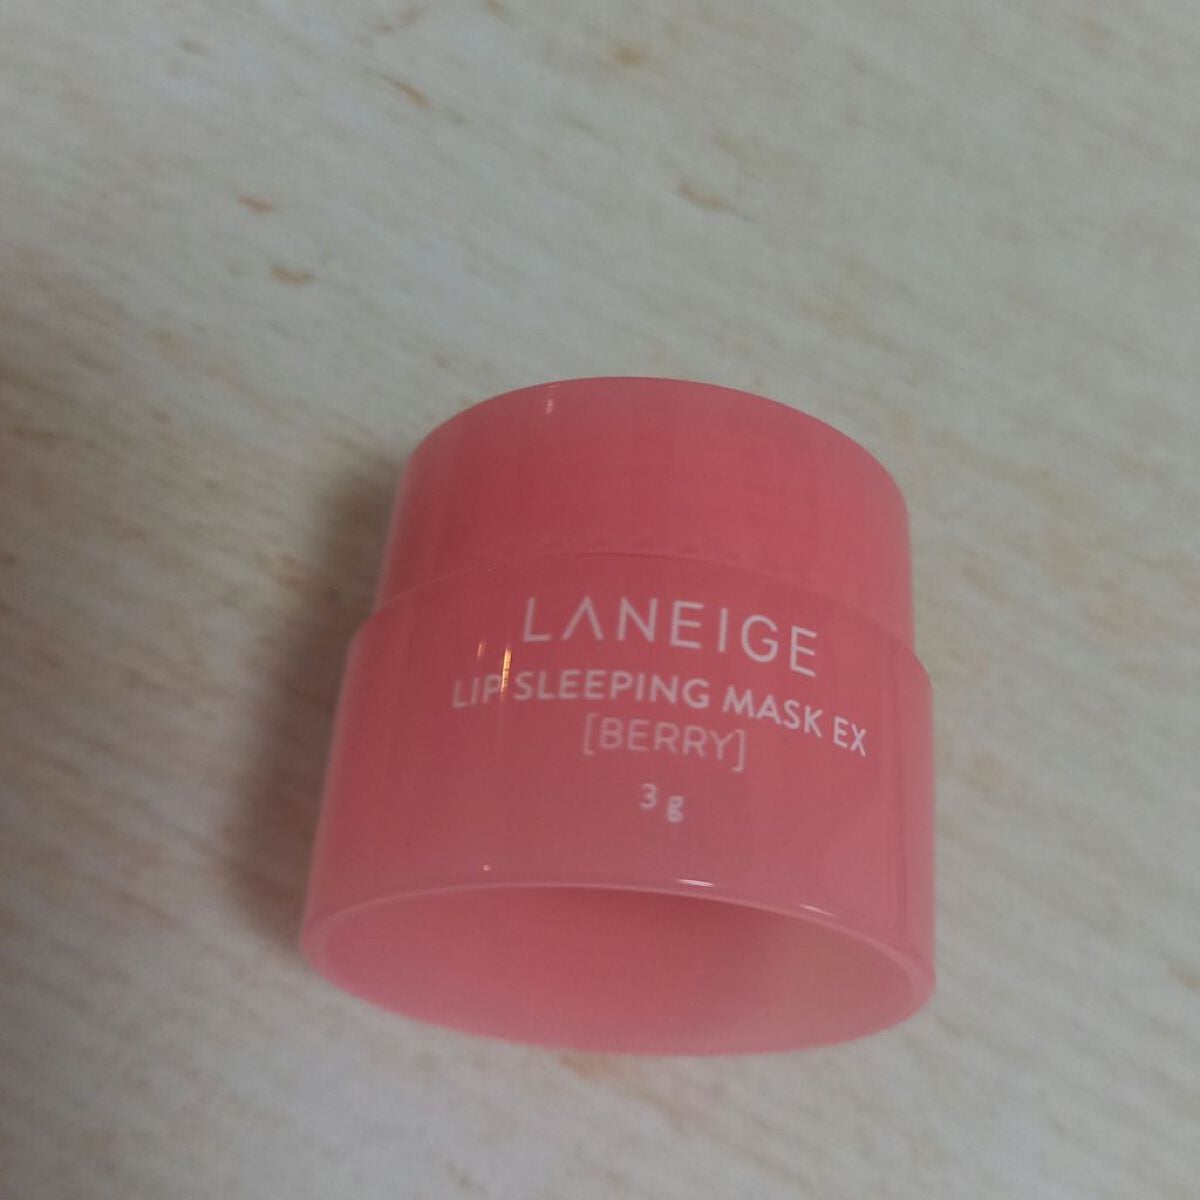 LANEIGE
LIP SLEEPING MASK EX
[BERRY]
3 g